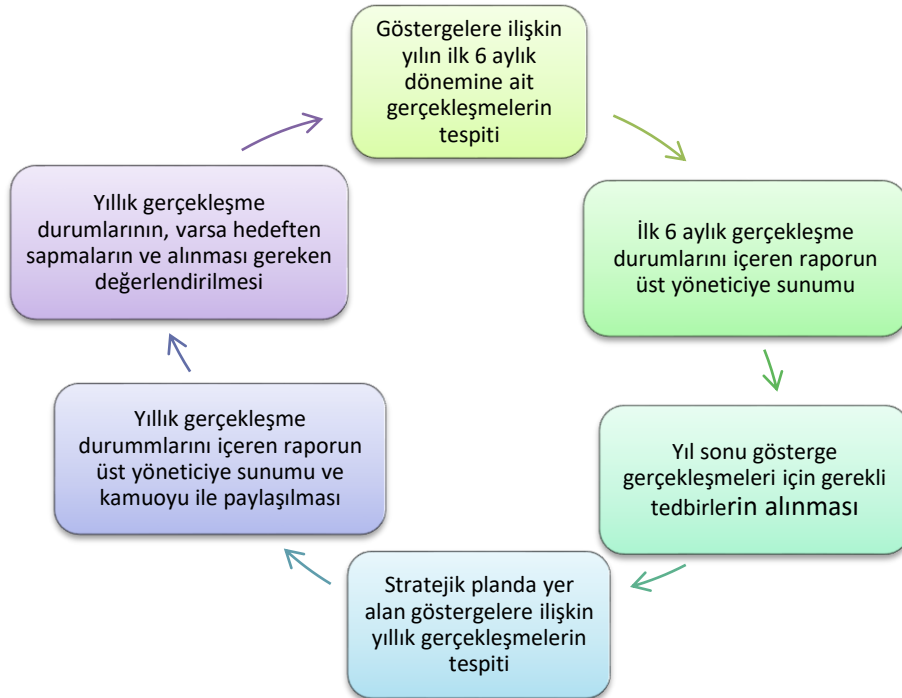 Göstergelere ilişkin
yılın ilk 6 aylık
dönemine ait
gerçekleşmelerin
tespiti
İlk 6 aylık gerçekleşme
durumlarını içeren raporun
üst yöneticiye sunumu
Yıl sonu gösterge
gerçekleşmeleri için gerekli
tedbirlerin alınması
Stratejik planda yer
alan göstergelere ilişkin
yıllık gerçekleşmelerin
tespiti
Yıllık gerçekleşme
durummlarını içeren raporun
üst yöneticiye sunumu ve
kamuoyu ile paylaşılması
Yıllık gerçekleşme
durumlarının, varsa hedeften
sapmaların ve alınması gereken
değerlendirilmesi